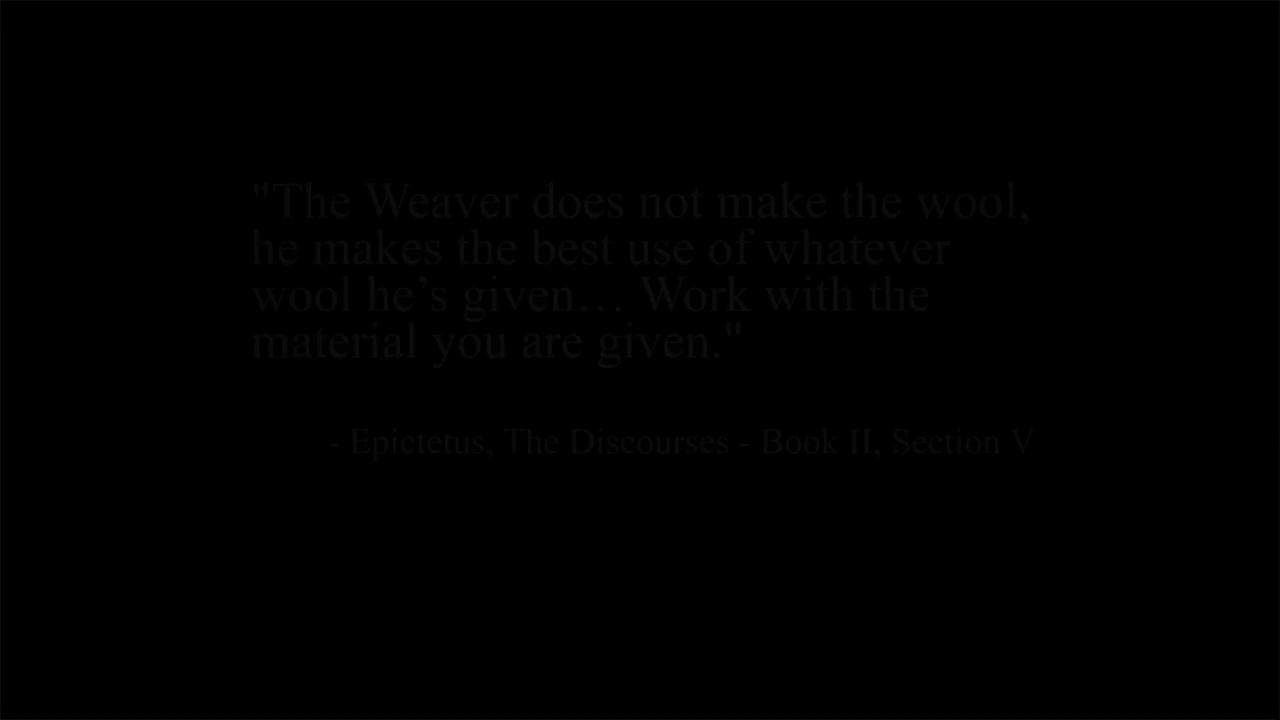 "The Weaver does not make the wool,
he makes the best use of whatever
wool he’s given… Work with the
material you are given."
- Epictetus, The Discourses - Book II, Section V